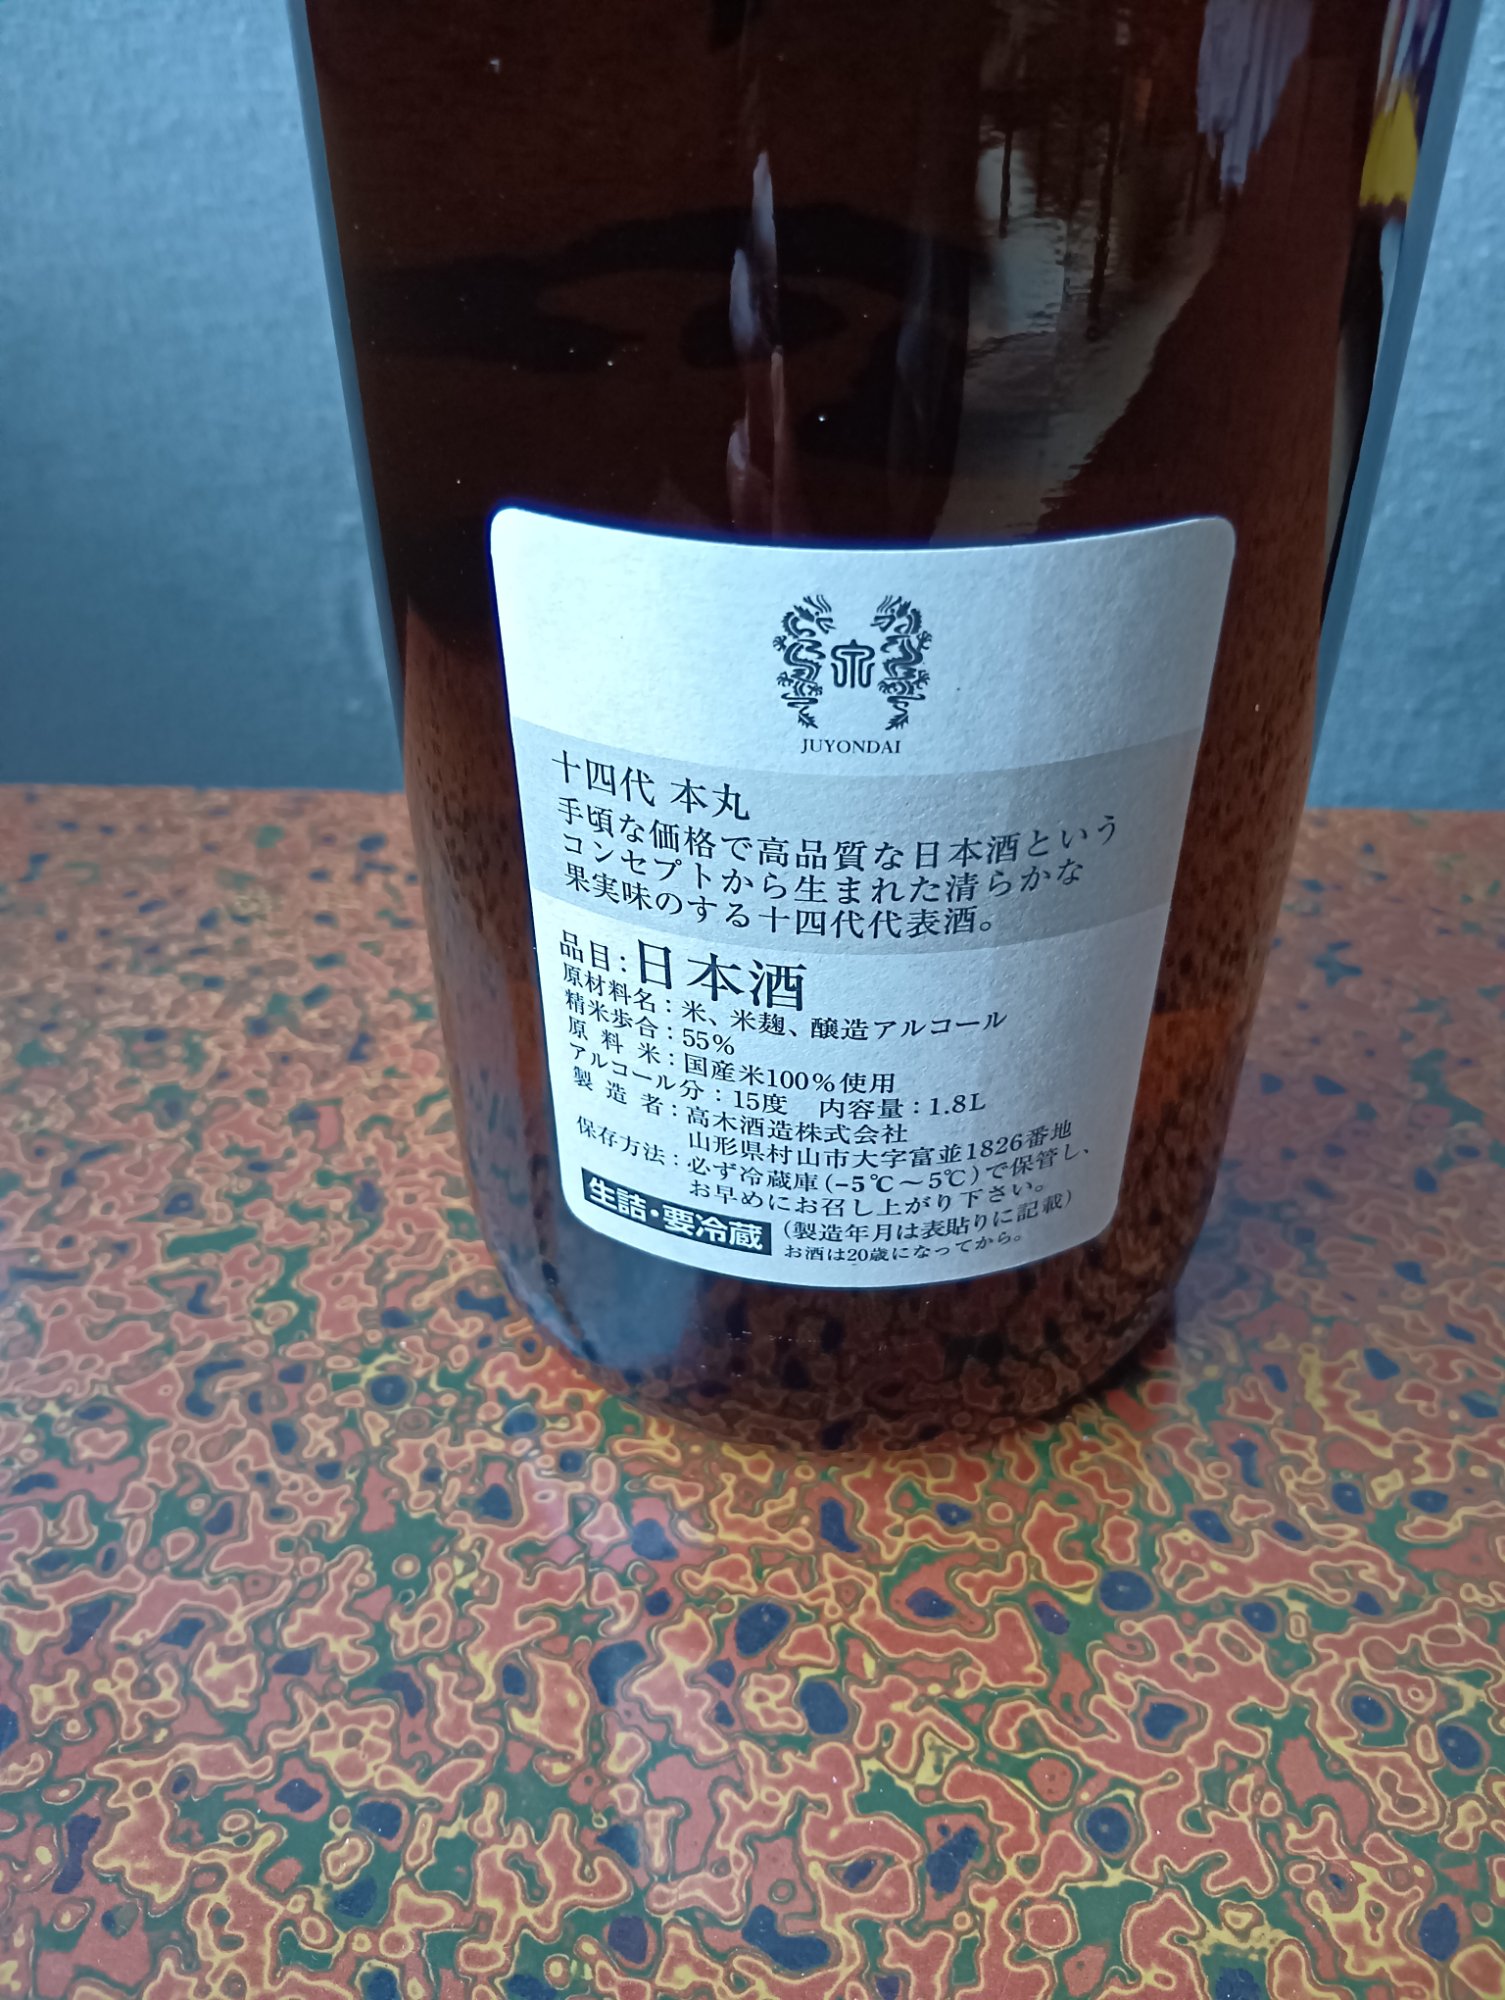 JUYONDAI
十四代 本丸
手頃な価格で高品質な日本酒という
コンセプトから生まれた清らかな
果実味のする十四代代表酒。
品目:日本酒
原材料名:米、米麹、醸造アルコール
精米歩合:55%
原料米:国産米100%使用
アルコール分:15度 内容量:1.8L
製造者:高木酒造株式会社
山形県村山市大字富並1826番地
保存方法:必ず冷蔵庫(-5℃~5℃)で保管し、
お早めにお召し上がり下さい。
生詰・要冷蔵 (製造年月は表貼りに記載)
お酒は20歳になってから。